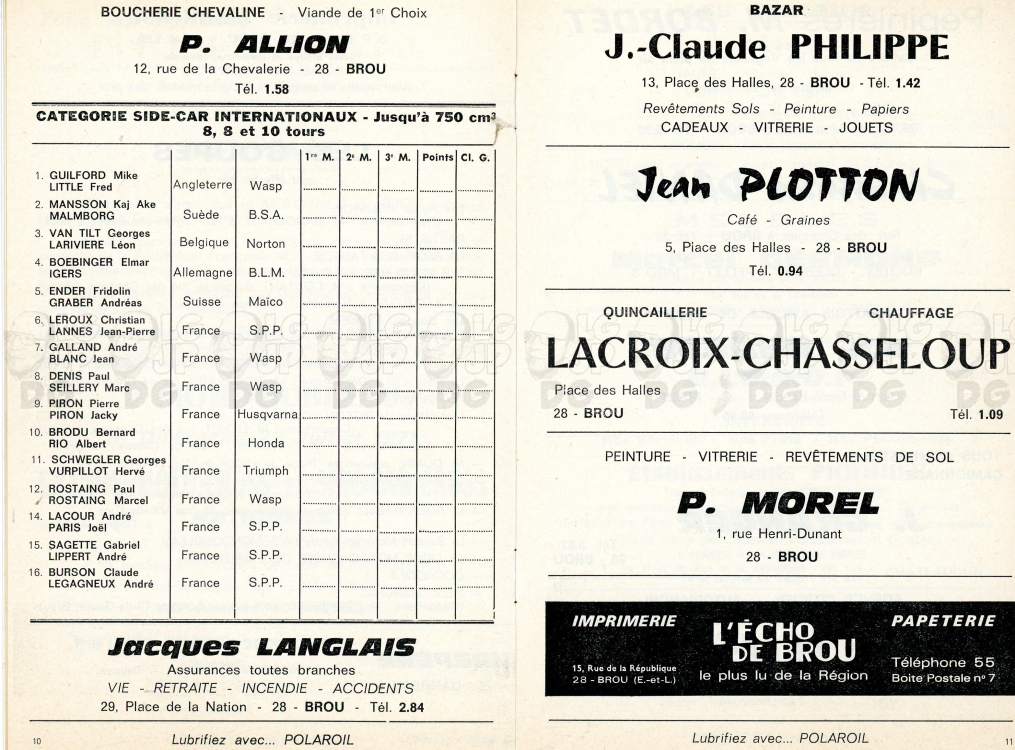 BOUCHERIE CHEVALINE - Viande de 1er Choix
P. ALLION
12, rue de la Chevalerie - 28 - BROU
Tél. 1.58
CATEGORIE SIDE-CAR INTERNATIONAUX - Jusqu'à 750 cm3
8, 8 et 10 tours
1re M. 2e M. 3e M. Points Cl. G.
1. GUILFORD Mike
LITTLE Fred Angleterre Wasp
2. MANSSON Kaj Ake
MALMBORG Suède B.S.A.
3. VAN TILT Georges
LARIVIERE Léon Belgique Norton
4. BOEBINGER Elmar
IGERS Allemagne B.L.M.
5. ENDER Fridolin
GRABER Andréas Suisse Maïco
6. LEROUX Christian
LANNES Jean-Pierre France S.P.P.
7. GALLAND André
BLANC Jean France Wasp
8. DENIS Paul
SEILLERY Marc France Wasp
9. PIRON Pierre
PIRON Jacky France Husqvarna
10. BRODU Bernard
RIO Albert France Honda
11. SCHWEGLER Georges
VURPILLOT Hervé France Triumph
12. ROSTAING Paul
ROSTAING Marcel France Wasp
14. LACOUR André
PARIS Joël France S.P.P.
15. SAGETTE Gabriel
LIPPERT André France S.P.P.
16. BURSON Claude
LEGAGNEUX André France S.P.P.
Jacques LANGLAIS
Assurances toutes branches
VIE - RETRAITE - INCENDIE - ACCIDENTS
29, Place de la Nation - 28 - BROU - Tél. 2.84
10 Lubrifiez avec... POLAROIL
BAZAR
J.-Claude PHILIPPE
13, Place des Halles, 28 - BROU - Tél. 1.42
Revêtements Sols - Peinture - Papiers
CADEAUX - VITRERIE - JOUETS
Jean PLOTTON
Café - Graines
5, Place des Halles - 28 - BROU
Tél. 0.94
QUINCAILLERIE CHAUFFAGE
LACROIX-CHASSELOUP
Place des Halles
28 - BROU Tél. 1.09
PEINTURE - VITRERIE - REVÊTEMENTS DE SOL
P. MOREL
1, rue Henri-Dunant
28 - BROU
IMPRIMERIE PAPETERIE
L'ÉCHO
DE BROU
15, Rue de la République
28 - BROU (E.-et-L.)
le plus lu de la Région
Téléphone 55
Boite Postale n° 7
Lubrifiez avec... POLAROIL 11